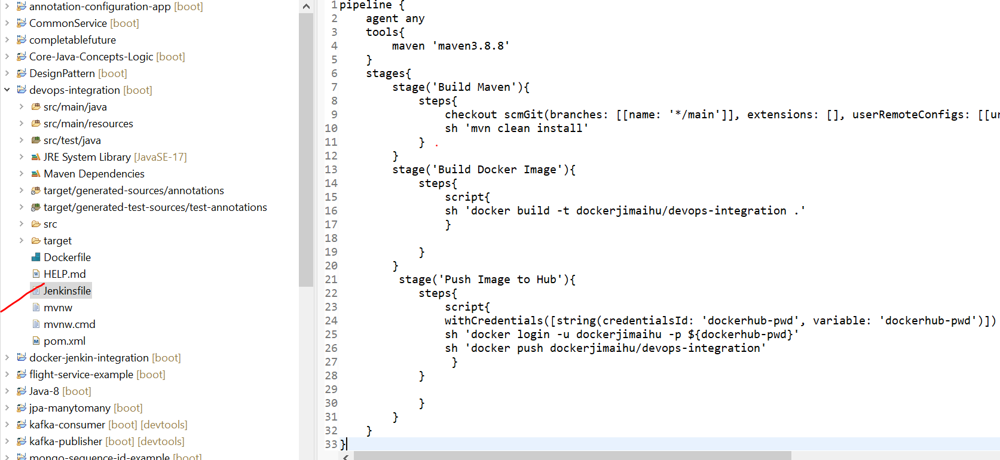 annotation-configuration-app [boot]
CommonService [boot]
completablefuture
Core-Java-Concepts-Logic [boot]
DesignPattern [boot]
devops-integration [boot]
src/main/java
src/main/resources
src/test/java
JRE System Library [JavaSE-17]
Maven Dependencies
target/generated-sources/annotations
target/generated-test-sources/test-annotations
src
target
Dockerfile
HELP.md
Jenkinsfile
mvnw
mvnw.cmd
pom.xml
docker-jenkin-integration [boot]
flight-service-example [boot]
Java-8 [boot]
jpa-manytomany [boot]
kafka-consumer [boot] [devtools]
kafka-publisher [boot] [devtools]
mongo-sequence-id-example [boot]
1 pipeline {
2 agent any
3 tools{
4 maven 'maven3.8.8'
5 }
6 stages{
7 stage('Build Maven'){
8 steps{
9 checkout scmGit(branches: [[name: '*/main']], extensions: [], userRemoteConfigs: [[ur
10 sh 'mvn clean install'
11 }
12 }
13 stage('Build Docker Image'){
14 steps{
15 script{
16 sh 'docker build -t dockerjimaihu/devops-integration .'
17 }
18
19 }
20 }
21 stage('Push Image to Hub'){
22 steps{
23 script{
24 withCredentials([string(credentialsId: 'dockerhub-pwd', variable: 'dockerhub-pwd')])
25 sh 'docker login -u dockerjimaihu -p ${dockerhub-pwd}'
26 sh 'docker push dockerjimaihu/devops-integration'
27 }
28 }
29
30 }
31 }
32 }
33 }